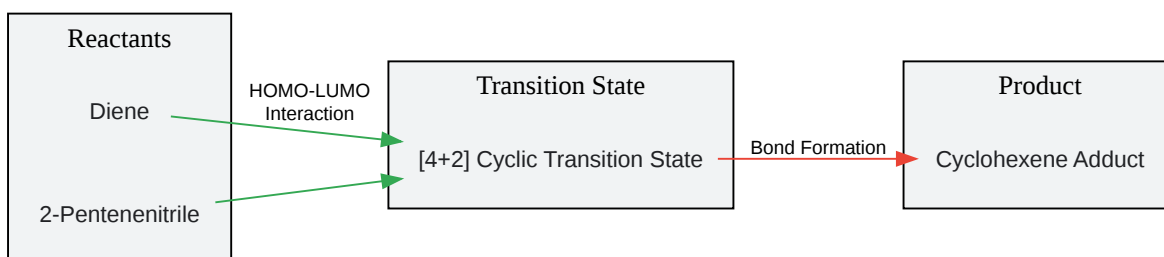 Reactants
Diene
2-Pentenenitrile
HOMO-LUMO
Interaction
Transition State
[4+2] Cyclic Transition State
Bond Formation
Product
Cyclohexene Adduct